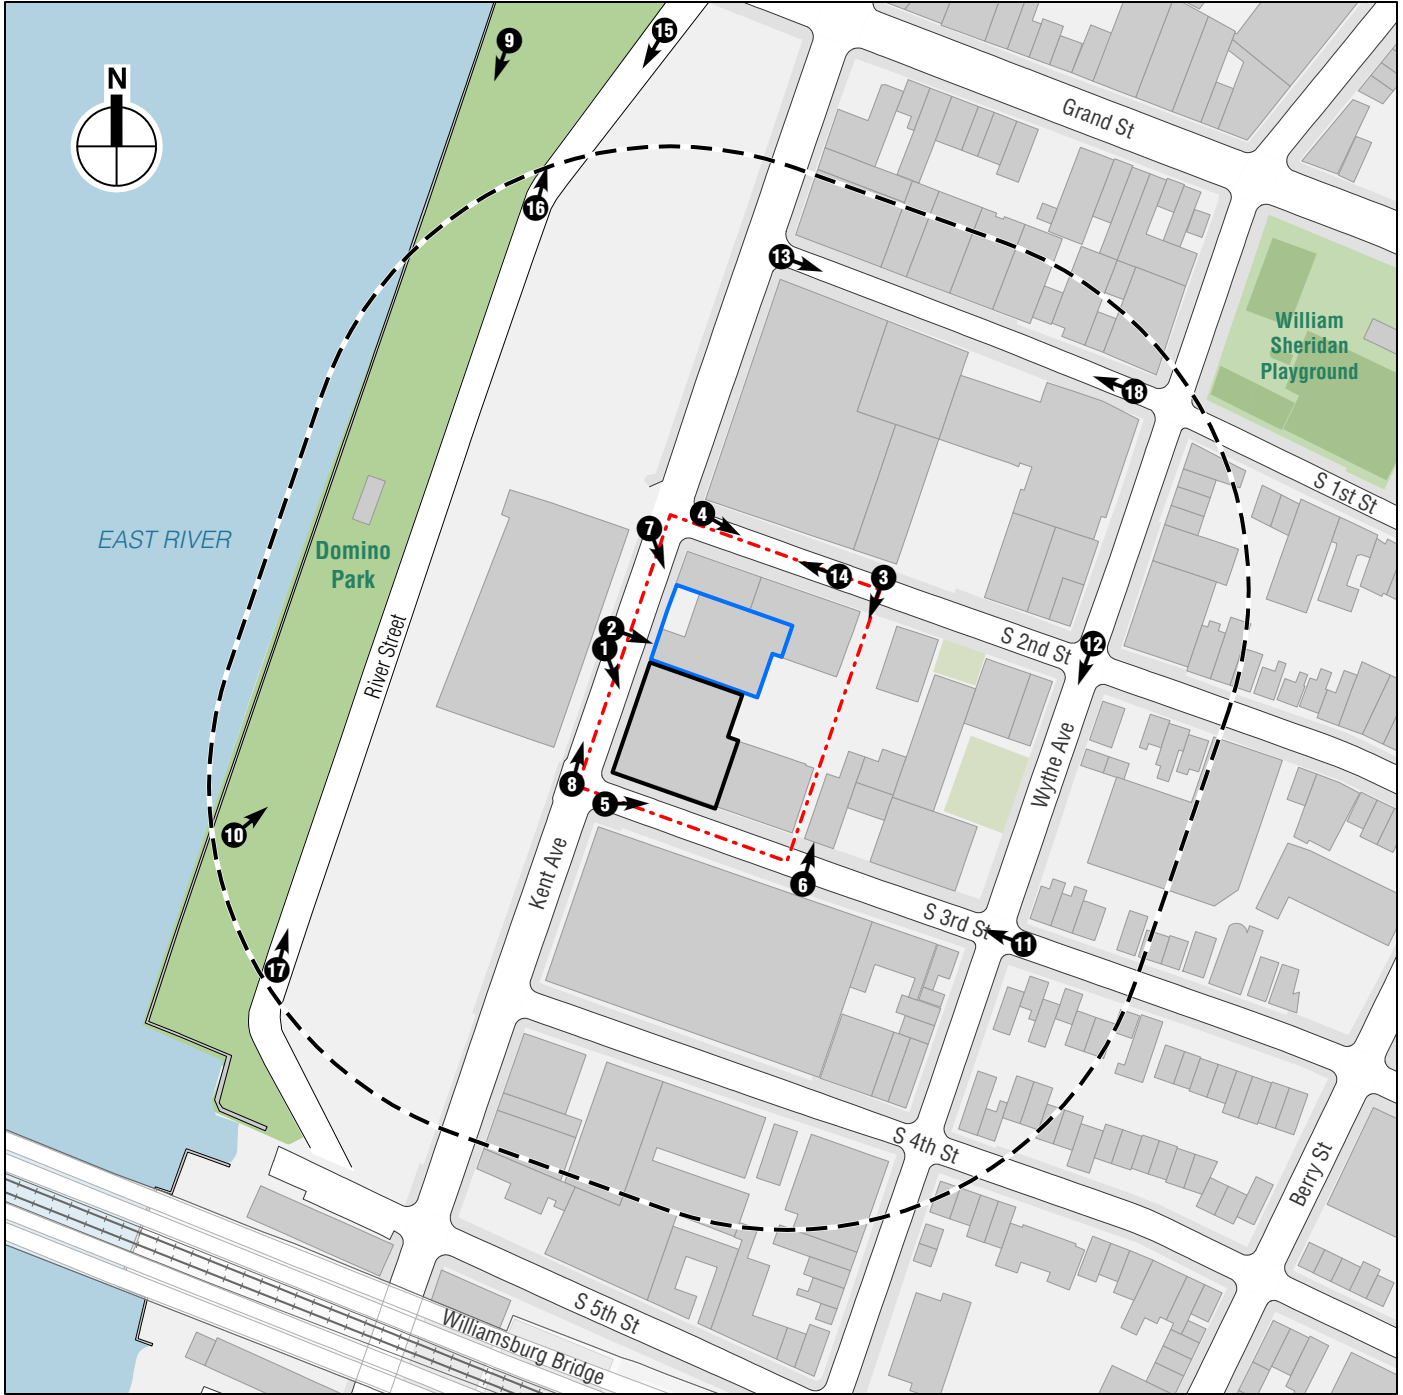 9
15
N
Grand St
16
13
William
Sheridan
Playground
18
S 1st St
4
7
EAST RIVER
Domino
Park
14
3
2
1
S 2nd St
12
River Street
Wythe Ave
8
5
10
Kent Ave
6
S 3rd St
11
17
S 4th St
Berry St
S 5th St
Williamsburg Bridge